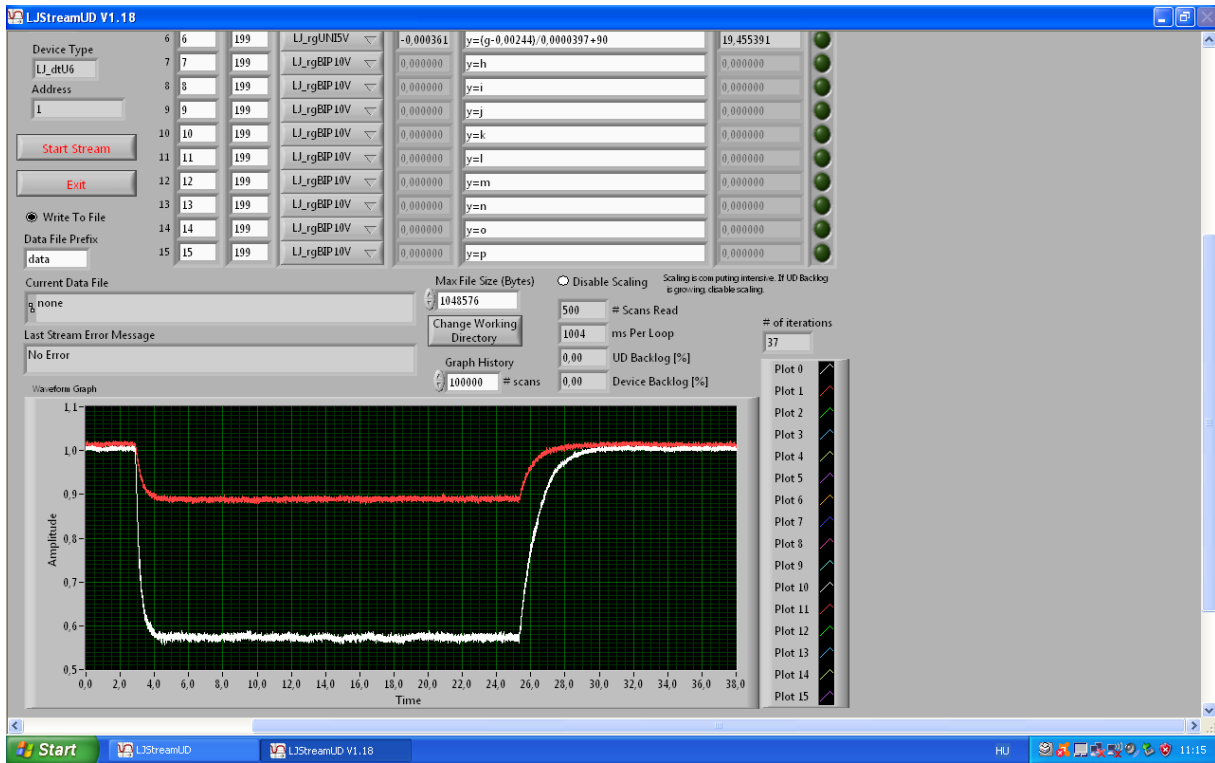 LJStreamUD V1.18
Device Type
LJ_dtU6
Address
1
Start Stream
Exit
Write To File
Data File Prefix
data
6 6 199 LJ_rgUNI5V -0,000361 y=(g-0,00244)/0,0000397+90 19,455391
7 7 199 LJ_rgBIP10V 0,000000 y=h 0,000000
8 8 199 LJ_rgBIP10V 0,000000 y=i 0,000000
9 9 199 LJ_rgBIP10V 0,000000 y=j 0,000000
10 10 199 LJ_rgBIP10V 0,000000 y=k 0,000000
11 11 199 LJ_rgBIP10V 0,000000 y=l 0,000000
12 12 199 LJ_rgBIP10V 0,000000 y=m 0,000000
13 13 199 LJ_rgBIP10V 0,000000 y=n 0,000000
14 14 199 LJ_rgBIP10V 0,000000 y=o 0,000000
15 15 199 LJ_rgBIP10V 0,000000 y=p 0,000000
Current Data File
none
Last Stream Error Message
No Error
Max File Size (Bytes)
1048576
Change Working
Directory
Graph History
100000 # scans
Disable Scaling
Scaling is computing intensive. If UD Backlog
is growing, disable scaling.
500 # Scans Read
1004 ms Per Loop
0,00 UD Backlog [%]
0,00 Device Backlog [%]
# of iterations
37
Waveform Graph
1,1
1,0
0,9
0,8
0,7
0,6
0,5
Amplitude
0,0 2,0 4,0 6,0 8,0 10,0 12,0 14,0 16,0 18,0 20,0 22,0 24,0 26,0 28,0 30,0 32,0 34,0 36,0 38,0
Time
Plot 0
Plot 1
Plot 2
Plot 3
Plot 4
Plot 5
Plot 6
Plot 7
Plot 8
Plot 9
Plot 10
Plot 11
Plot 12
Plot 13
Plot 14
Plot 15
Start LJStreamUD LJStreamUD V1.18 HU 11:15